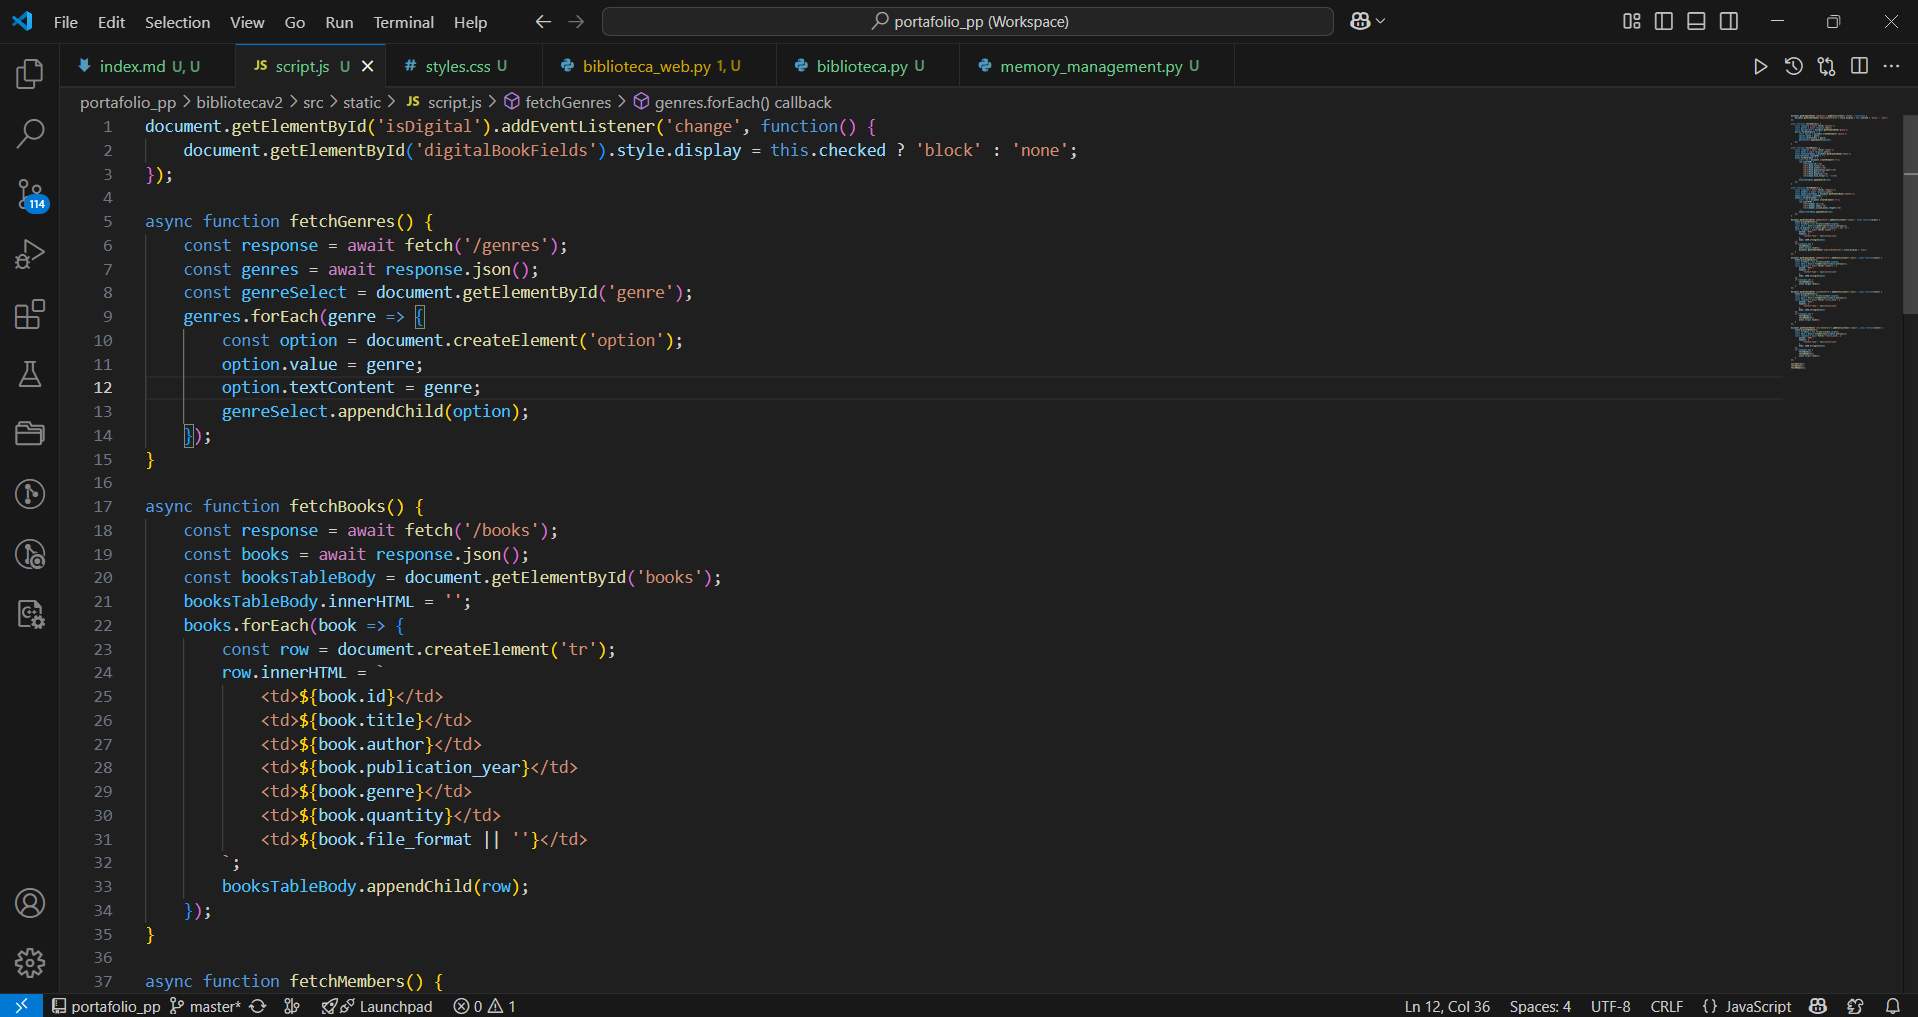 File Edit Selection View Go Run Terminal Help portafolio_pp (Workspace)
index.md U, U JS script.js U # styles.css U biblioteca_web.py 1, U biblioteca.py U memory_management.py U
portafolio_pp > bibliotecav2 > src > static > JS script.js > fetchGenres > genres.forEach() callback
1 document.getElementById('isDigital').addEventListener('change', function() {
2 document.getElementById('digitalBookFields').style.display = this.checked ? 'block' : 'none';
3 });
4
5 async function fetchGenres() {
6 const response = await fetch('/genres');
7 const genres = await response.json();
8 const genreSelect = document.getElementById('genre');
9 genres.forEach(genre => {
10 const option = document.createElement('option');
11 option.value = genre;
12 option.textContent = genre;
13 genreSelect.appendChild(option);
14 });
15 }
16
17 async function fetchBooks() {
18 const response = await fetch('/books');
19 const books = await response.json();
20 const booksTableBody = document.getElementById('books');
21 booksTableBody.innerHTML = '';
22 books.forEach(book => {
23 const row = document.createElement('tr');
24 row.innerHTML = `
25 <td>${book.id}</td>
26 <td>${book.title}</td>
27 <td>${book.author}</td>
28 <td>${book.publication_year}</td>
29 <td>${book.genre}</td>
30 <td>${book.quantity}</td>
31 <td>${book.file_format || ''}</td>
32 `;
33 booksTableBody.appendChild(row);
34 });
35 }
36
37 async function fetchMembers() {
114
portafolio_pp master* Launchpad 0 1 Ln 12, Col 36 Spaces: 4 UTF-8 CRLF {} JavaScript